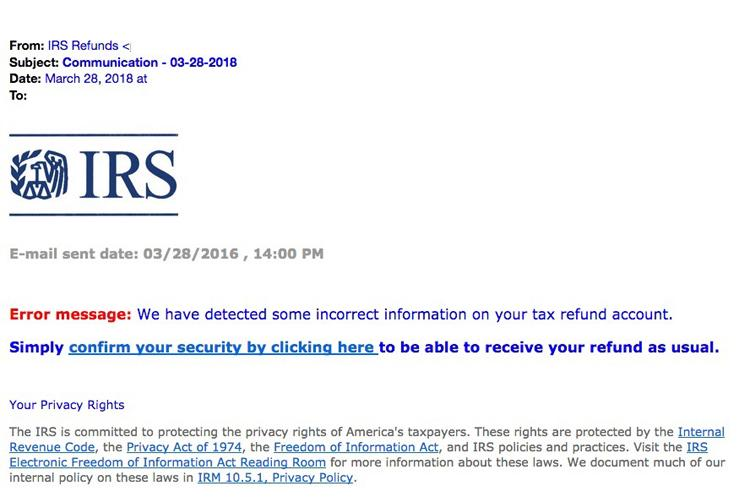 From: IRS Refunds <
Subject: Communication - 03-28-2018
Date: March 28, 2018 at
To:
IRS
E-mail sent date: 03/28/2016 , 14:00 PM
Error message: We have detected some incorrect information on your tax refund account.
Simply confirm your security by clicking here to be able to receive your refund as usual.
Your Privacy Rights
The IRS is committed to protecting the privacy rights of America's taxpayers. These rights are protected by the Internal
Revenue Code, the Privacy Act of 1974, the Freedom of Information Act, and IRS policies and practices. Visit the IRS
Electronic Freedom of Information Act Reading Room for more information about these laws. We document much of our
internal policy on these laws in IRM 10.5.1, Privacy Policy.